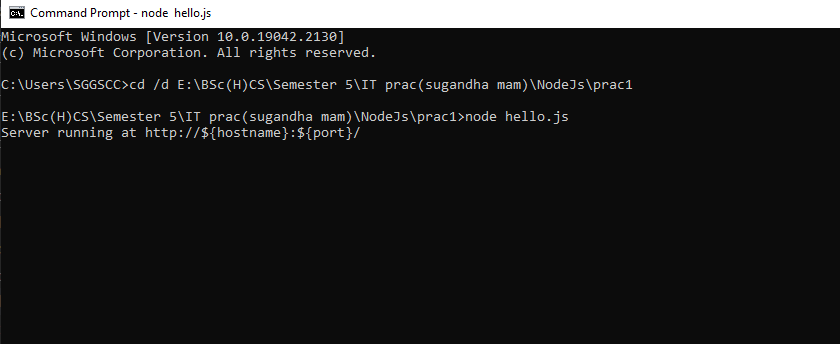 Command Prompt - node hello.js
Microsoft Windows [Version 10.0.19042.2130]
(c) Microsoft Corporation. All rights reserved.
C:\Users\SGGSCC>cd /d E:\BSc(H)CS\Semester 5\IT prac(sugandha mam)\NodeJs\prac1
E:\BSc(H)CS\Semester 5\IT prac(sugandha mam)\NodeJs\prac1>node hello.js
Server running at http://${hostname}:${port}/